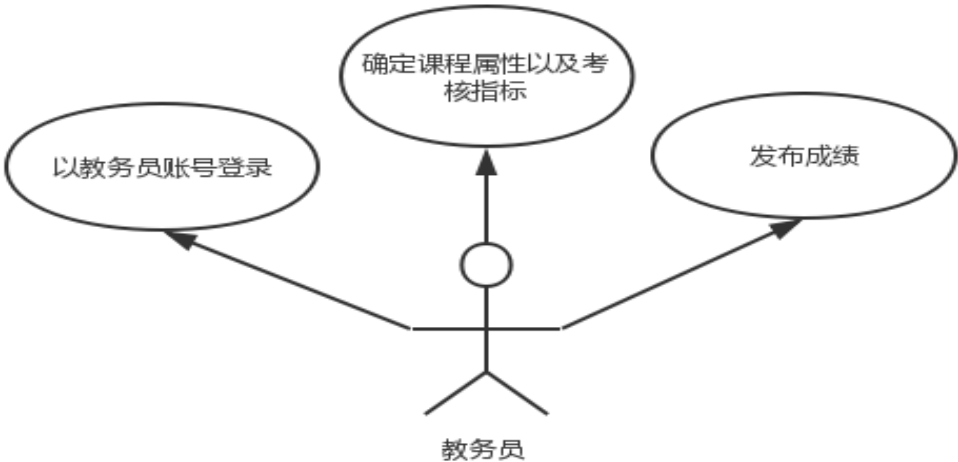 确定课程属性以及考
核指标
以教务员账号登录
发布成绩
教务员